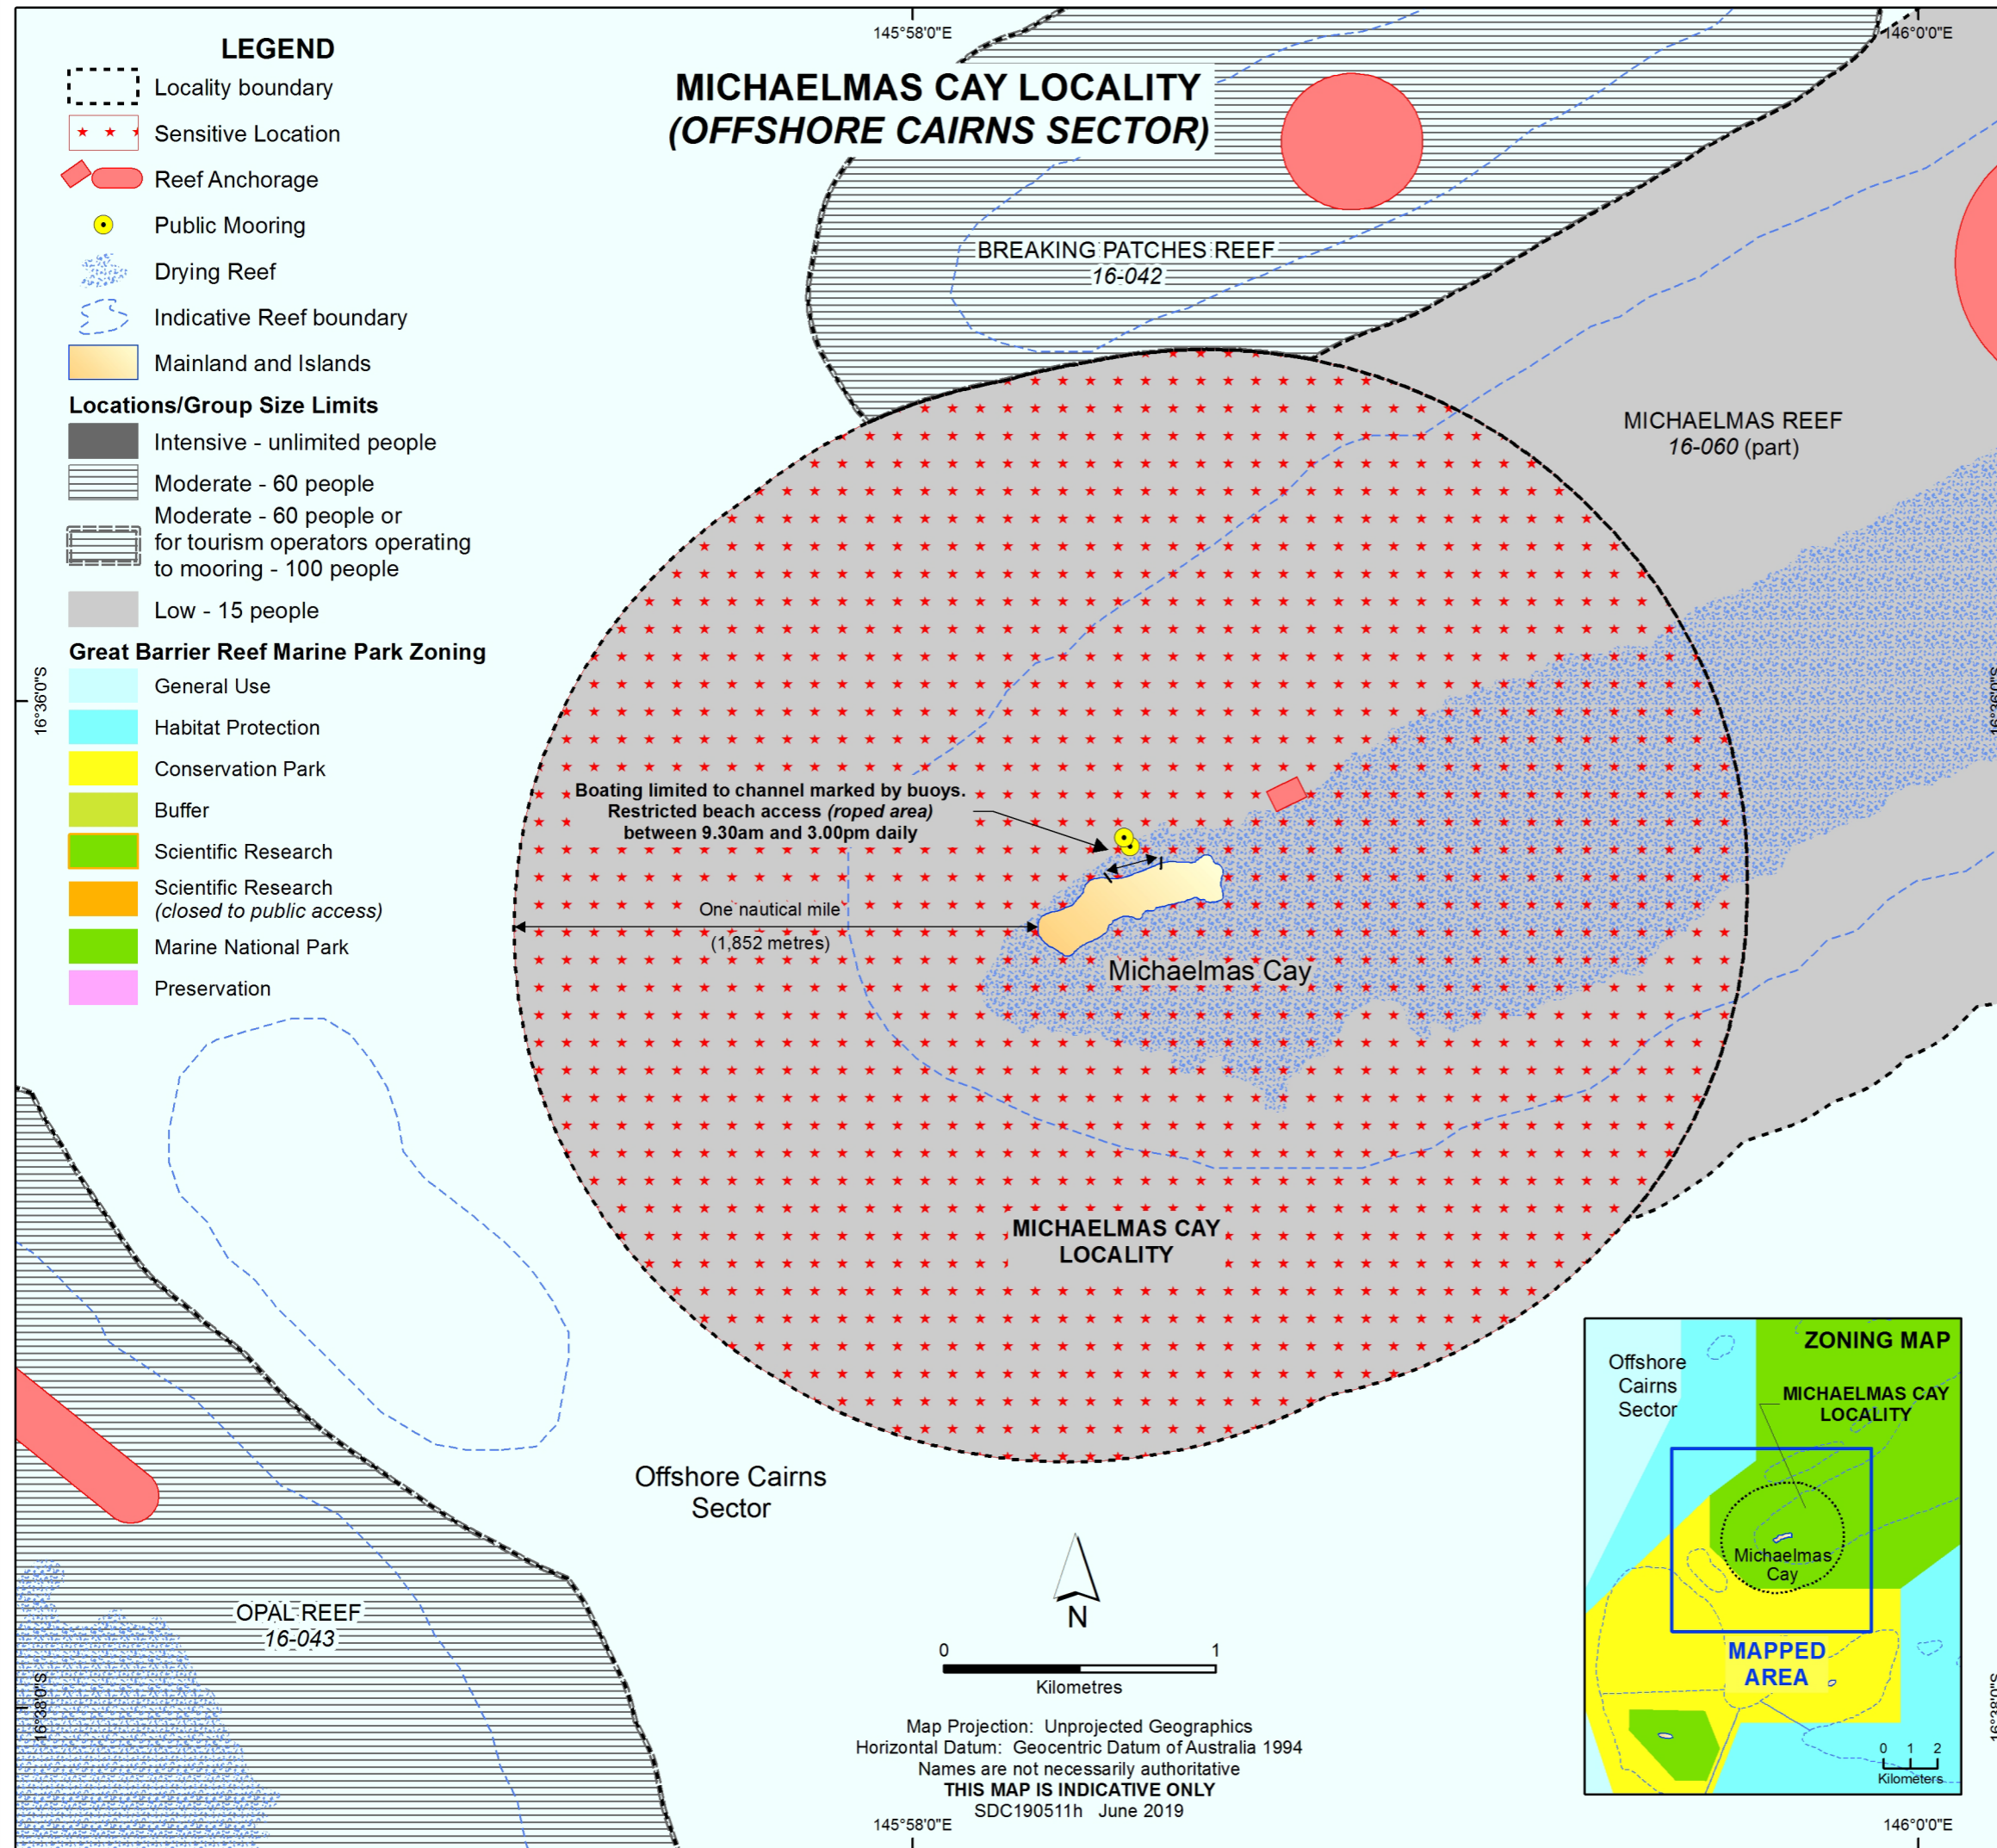 LEGEND
Locality boundary
Sensitive Location
Reef Anchorage
Public Mooring
Drying Reef
Indicative Reef boundary
Mainland and Islands
Locations/Group Size Limits
Intensive - unlimited people
Moderate - 60 people
Moderate - 60 people or
for tourism operators operating
to mooring - 100 people
Low - 15 people
Great Barrier Reef Marine Park Zoning
General Use
Habitat Protection
Conservation Park
Buffer
Scientific Research
Scientific Research
(closed to public access)
Marine National Park
Preservation
145°58'0"E
146°0'0"E
MICHAELMAS CAY LOCALITY
(OFFSHORE CAIRNS SECTOR)
BREAKING PATCHES REEF
16-042
MICHAELMAS REEF
16-060 (part)
16°36'0"S
16°36'0"S
Boating limited to channel marked by buoys.
Restricted beach access (roped area)
between 9.30am and 3.00pm daily
One nautical mile
(1,852 metres)
Michaelmas Cay
MICHAELMAS CAY
LOCALITY
Offshore Cairns
Sector
OPAL REEF
16-043
16°38'0"S
16°38'0"S
N
0 1
Kilometres
Map Projection: Unprojected Geographics
Horizontal Datum: Geocentric Datum of Australia 1994
Names are not necessarily authoritative
THIS MAP IS INDICATIVE ONLY
SDC190511h June 2019
145°58'0"E
146°0'0"E
ZONING MAP
Offshore
Cairns
Sector
MICHAELMAS CAY
LOCALITY
Michaelmas
Cay
MAPPED
AREA
0 1 2
Kilometers